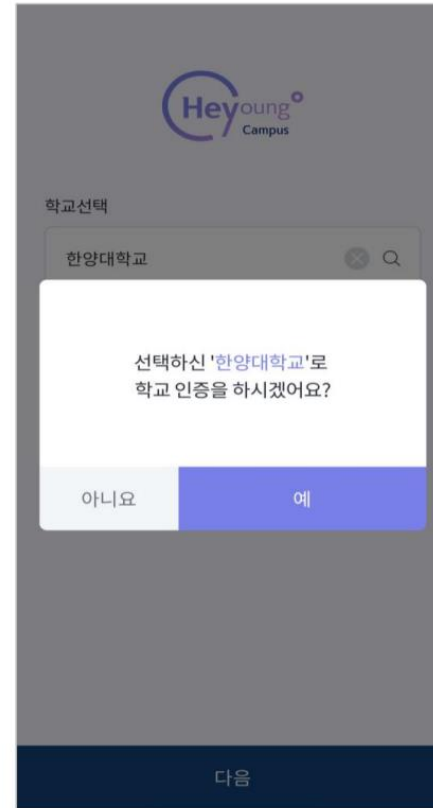 Heyoung
Campus
학교선택
한양대학교
선택하신 '한양대학교'로
학교 인증을 하시겠어요?
아니요
예
다음